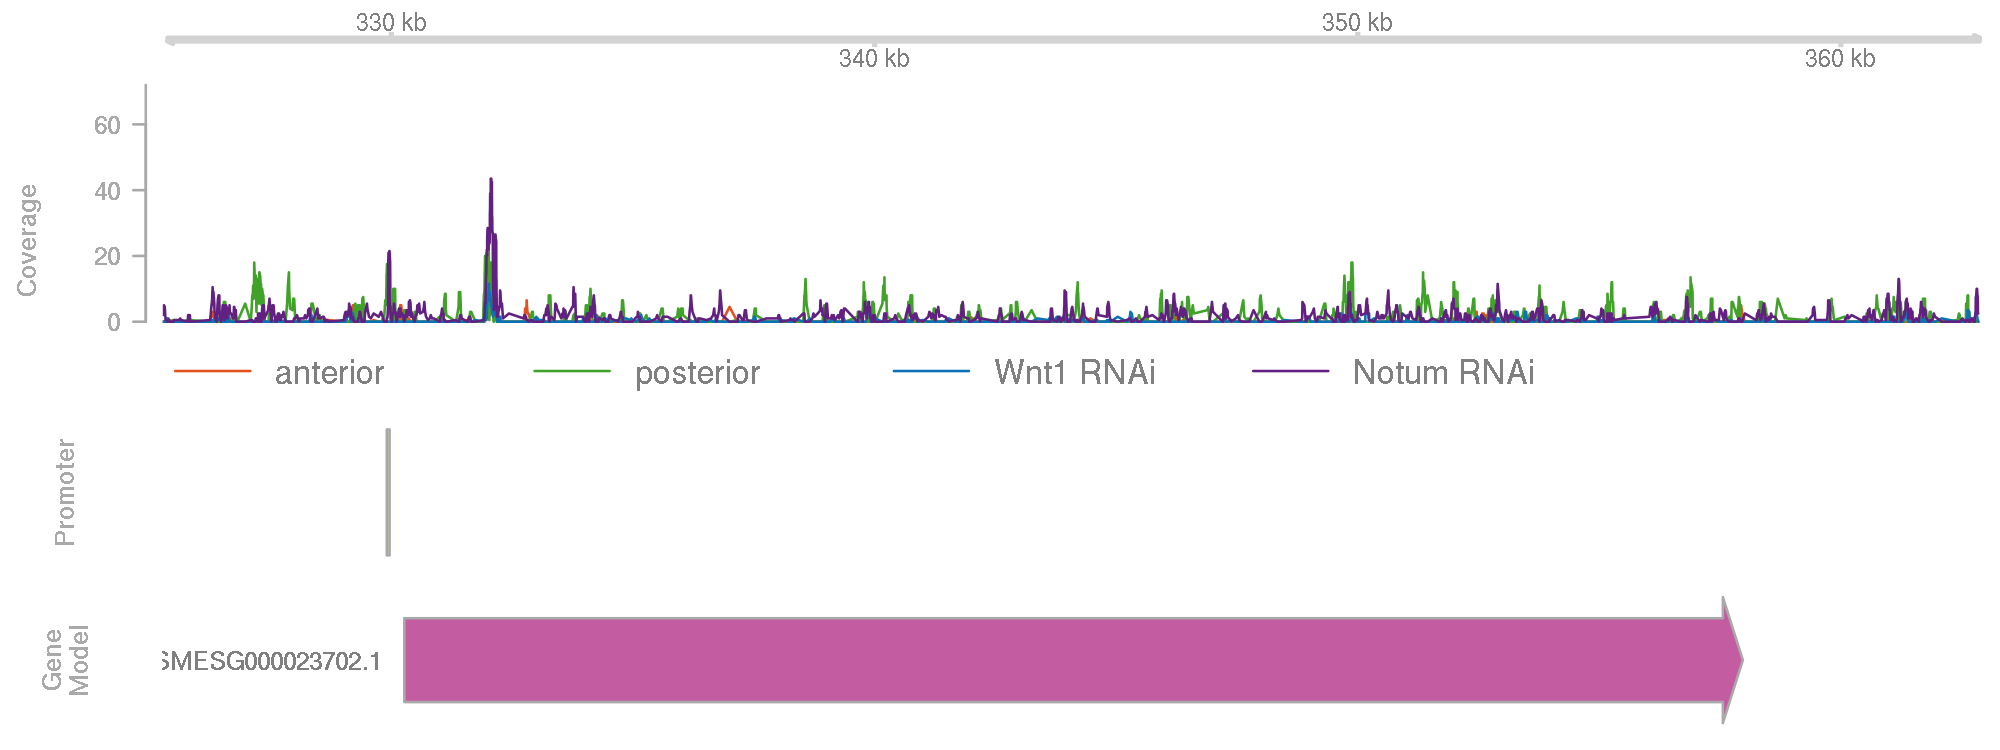 330 kb
350 kb
340 kb
360 kb
Coverage
60
40
20
0
anterior
posterior
Wnt1 RNAi
Notum RNAi
Promoter
Gene
Model
SMESG000023702.1